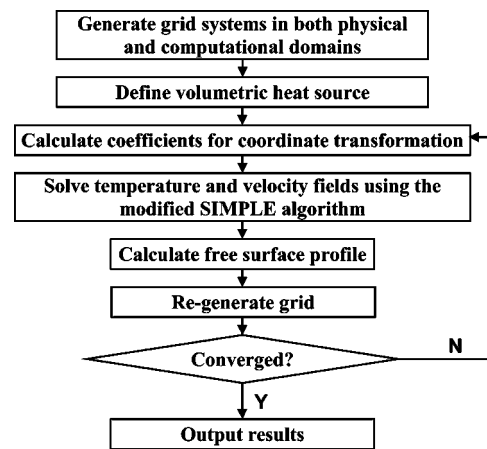 Generate grid systems in both physical
and computational domains
Define volumetric heat source
Calculate coefficients for coordinate transformation
Solve temperature and velocity fields using the
modified SIMPLE algorithm
Calculate free surface profile
Re-generate grid
Converged?
N
Y
Output results